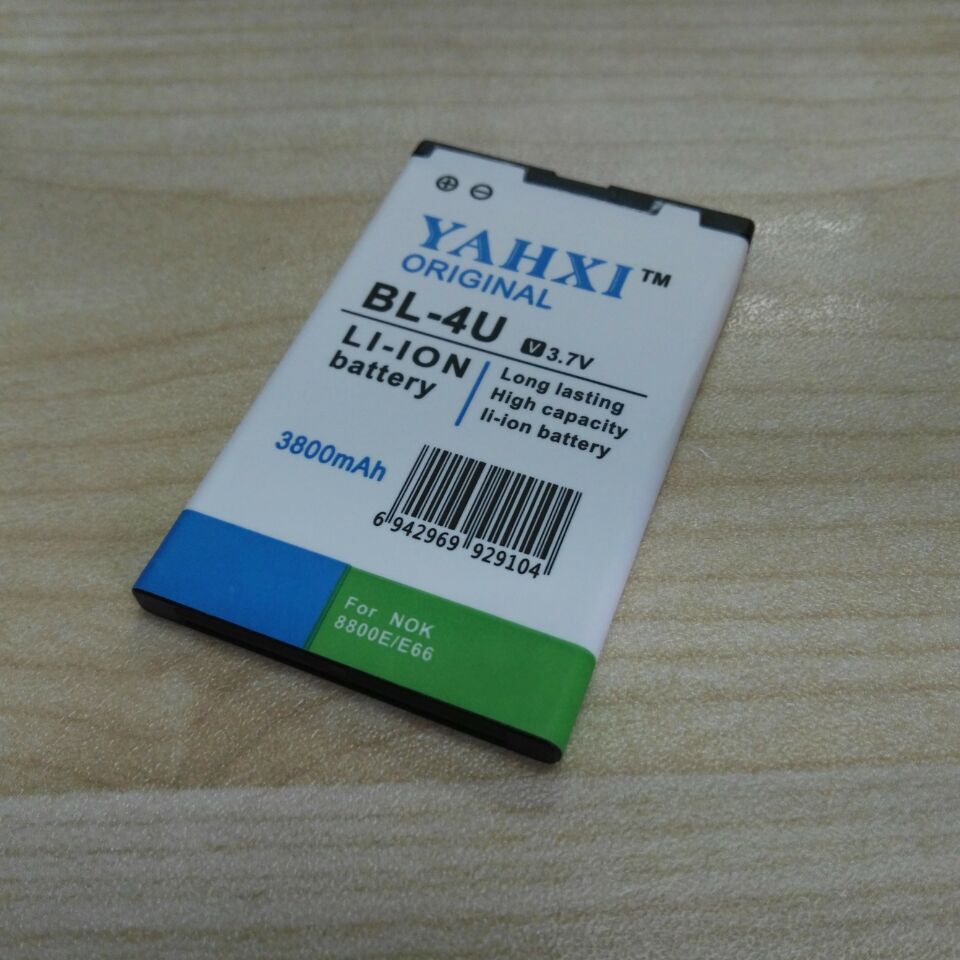 ⊕ ⊖
YAHXI™
ORIGINAL
BL-4U V 3.7V
LI-ION
battery
Long lasting
High capacity
li-ion battery
3800mAh
6 942969 929104
For NOK
8800E/E66